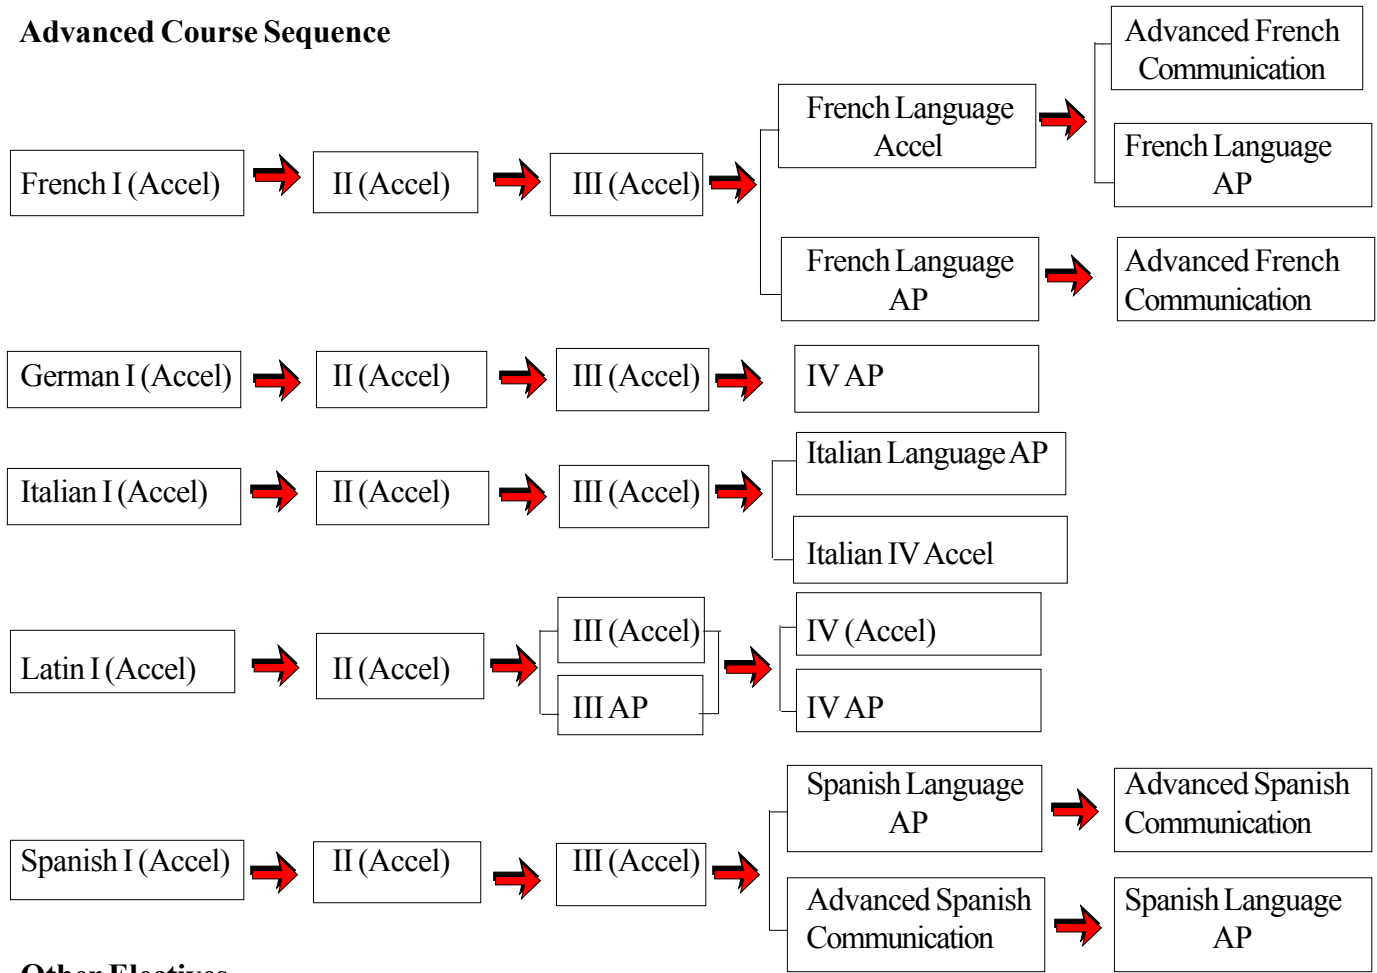 Advanced Course Sequence
French I (Accel)
II (Accel)
III (Accel)
French Language
Accel
Advanced French
Communication
French Language
AP
French Language
AP
Advanced French
Communication
German I (Accel)
II (Accel)
III (Accel)
IV AP
Italian I (Accel)
II (Accel)
III (Accel)
Italian Language AP
Italian IV Accel
Latin I (Accel)
II (Accel)
III (Accel)
III AP
IV (Accel)
IV AP
Spanish I (Accel)
II (Accel)
III (Accel)
Spanish Language
AP
Advanced Spanish
Communication
Advanced Spanish
Communication
Spanish Language
AP
Other Electives